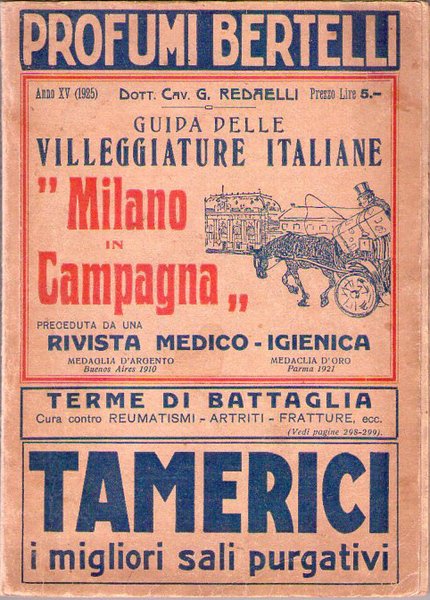 PROFUMI BERTELLI
Anno XV (1925) DOTT. CAV. G. REDAELLI Prezzo Lire 5.–
GUIDA DELLE
VILLEGGIATURE ITALIANE
" Milano
IN
Campagna „
PRECEDUTA DA UNA
RIVISTA MEDICO - IGIENICA
MEDAGLIA D'ARGENTO MEDAGLIA D'ORO
Buenos Aires 1910 Parma 1921
TERME DI BATTAGLIA
Cura contro REUMATISMI - ARTRITI - FRATTURE, ecc.
(Vedi pagine 298-299).
TAMERICI
i migliori sali purgativi